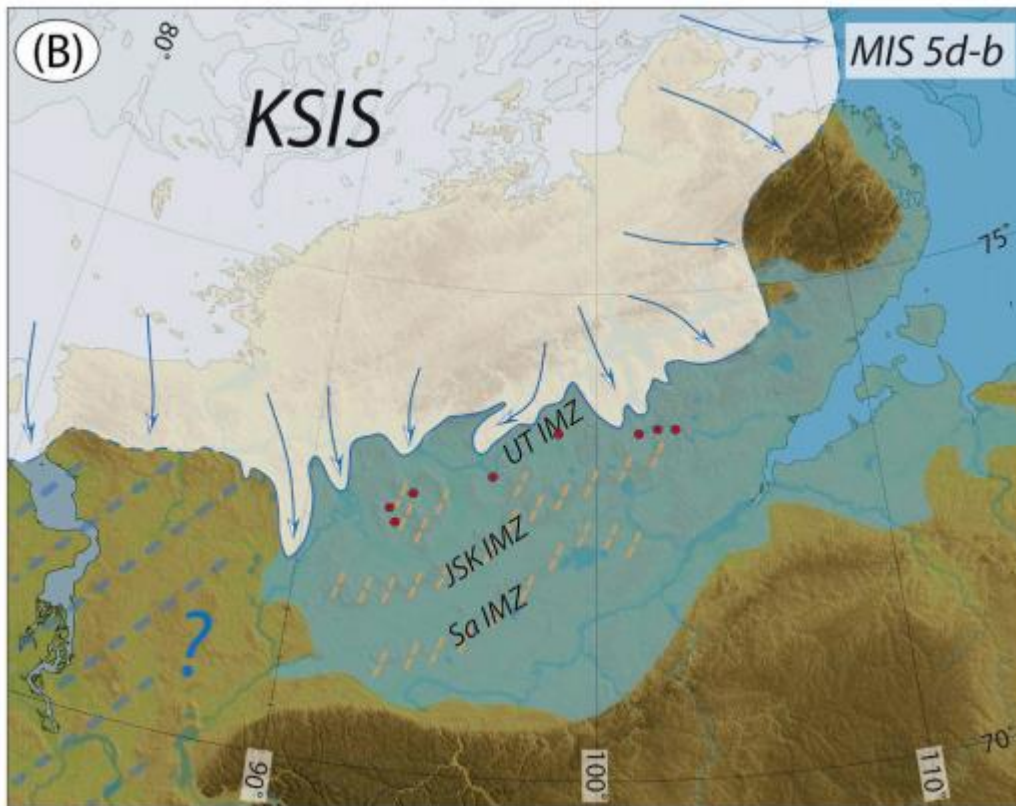 (B)
80°
KSIS
MIS 5d-b
75°
UT IMZ
JSK IMZ
Sa IMZ
?
90°
100°
110°
70°